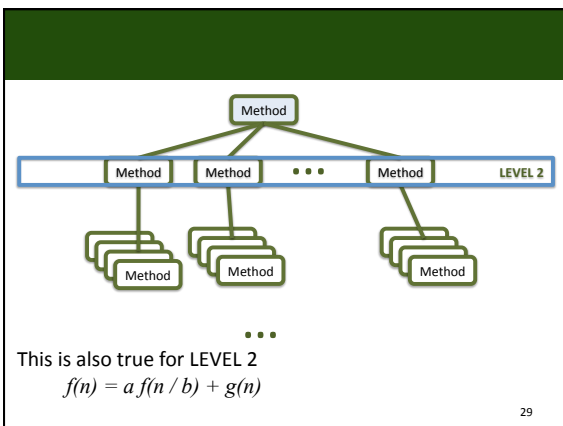 Method
Method Method ... Method LEVEL 2
Method Method Method
...
This is also true for LEVEL 2
f(n) = a f(n / b) + g(n)
29